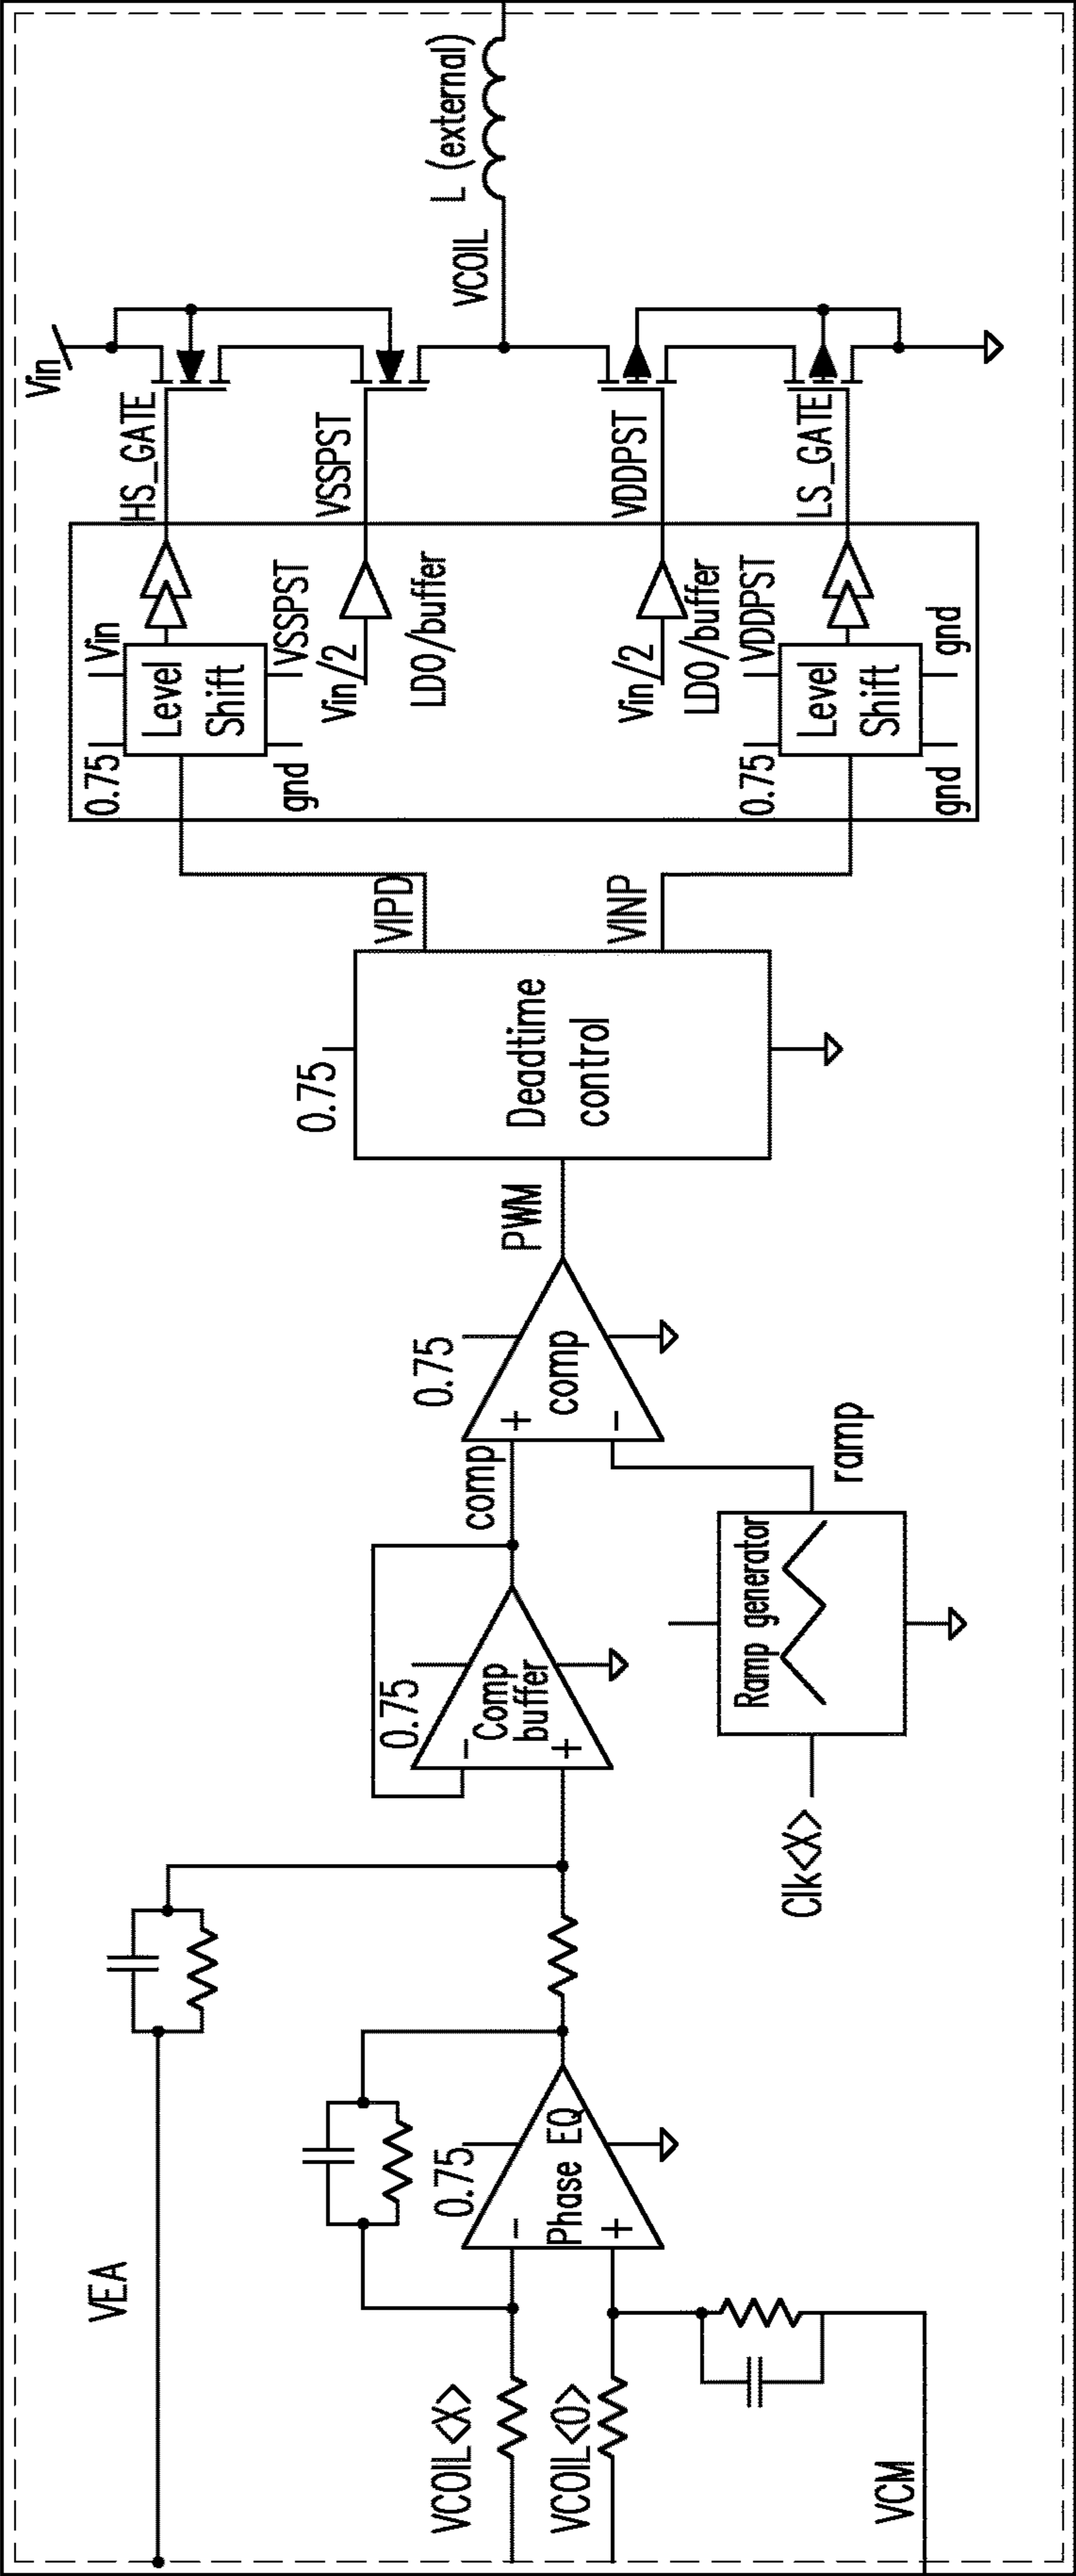 VEA
VCOIL<X>
VCOIL<0>
VCM
0.75
Phase EQ
-
+
0.75
Comp
buffer
-
+
comp
Clk<X>
Ramp generator
ramp
0.75
comp
+
-
PWM
0.75
Deadtime
control
VIPD
VINP
0.75
Vin
Level
Shift
gnd
VSSPST
Vin/2
LDO/buffer
Vin/2
LDO/buffer
0.75
VDDPST
Level
Shift
gnd
gnd
HS_GATE
VSSPST
VDDPST
LS_GATE
Vin
VCOIL
L (external)